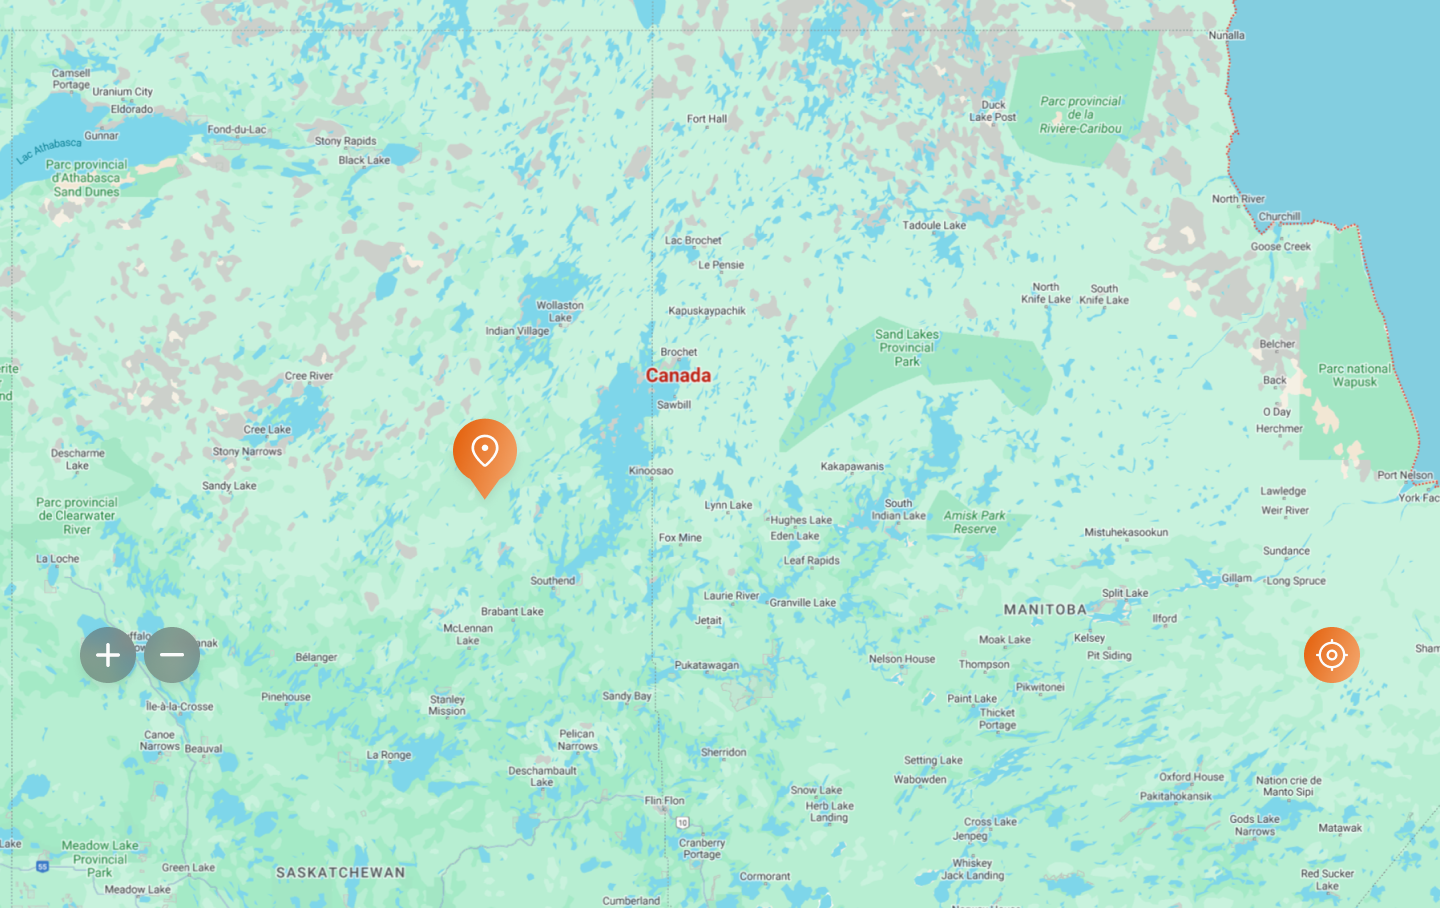 Nunalla
Camsell
Portage
Uranium City
Eldorado
Gunnar
Fond-du-Lac
Lac Athabasca
Stony Rapids
Black Lake
Parc provincial
d'Athabasca
Sand Dunes
Fort Hall
Duck
Lake Post
Parc provincial
de la
Rivière-Caribou
North River
Churchill
Goose Creek
Tadoule Lake
Lac Brochet
Le Pensie
Wollaston
Lake
Indian Village
Kapuskaypachik
North
Knife Lake
South
Knife Lake
Sand Lakes
Provincial
Park
Belcher
Back
O Day
Herchmer
Parc national
Wapusk
Brochet
Canada
Sawbill
Cree River
Cree Lake
Stony Narrows
Sandy Lake
Descharme
Lake
Parc provincial
de Clearwater
River
La Loche
Kinoosao
Kakapawanis
Lynn Lake
Hughes Lake
Eden Lake
Leaf Rapids
South
Indian Lake
Amisk Park
Reserve
Port Nelson
York Fac
Lawledge
Weir River
Mistuhekasookun
Sundance
Gillam
Long Spruce
Fox Mine
Southend
Laurie River
Granville Lake
Jetait
MANITOBA
Split Lake
Ilford
Brabant Lake
McLennan
Lake
Bélanger
Pukatawagan
Nelson House
Moak Lake
Thompson
Kelsey
Pit Siding
Sham
Pinehouse
Stanley
Mission
Sandy Bay
Paint Lake
Pikwitonei
Thicket
Portage
Île-à-la-Crosse
Canoe
Narrows
Beauval
La Ronge
Pelican
Narrows
Deschambault
Lake
Sherridon
Setting Lake
Wabowden
Snow Lake
Herb Lake
Landing
Flin Flon
10
Cranberry
Portage
Oxford House
Pakitahokansik
Nation crie de
Manto Sipi
Gods Lake
Narrows
Matawak
Cross Lake
Jenpeg
Whiskey
Jack Landing
Red Sucker
Lake
Lake
55
Meadow Lake
Provincial
Park
Green Lake
Meadow Lake
SASKATCHEWAN
Cormorant
Cumberland